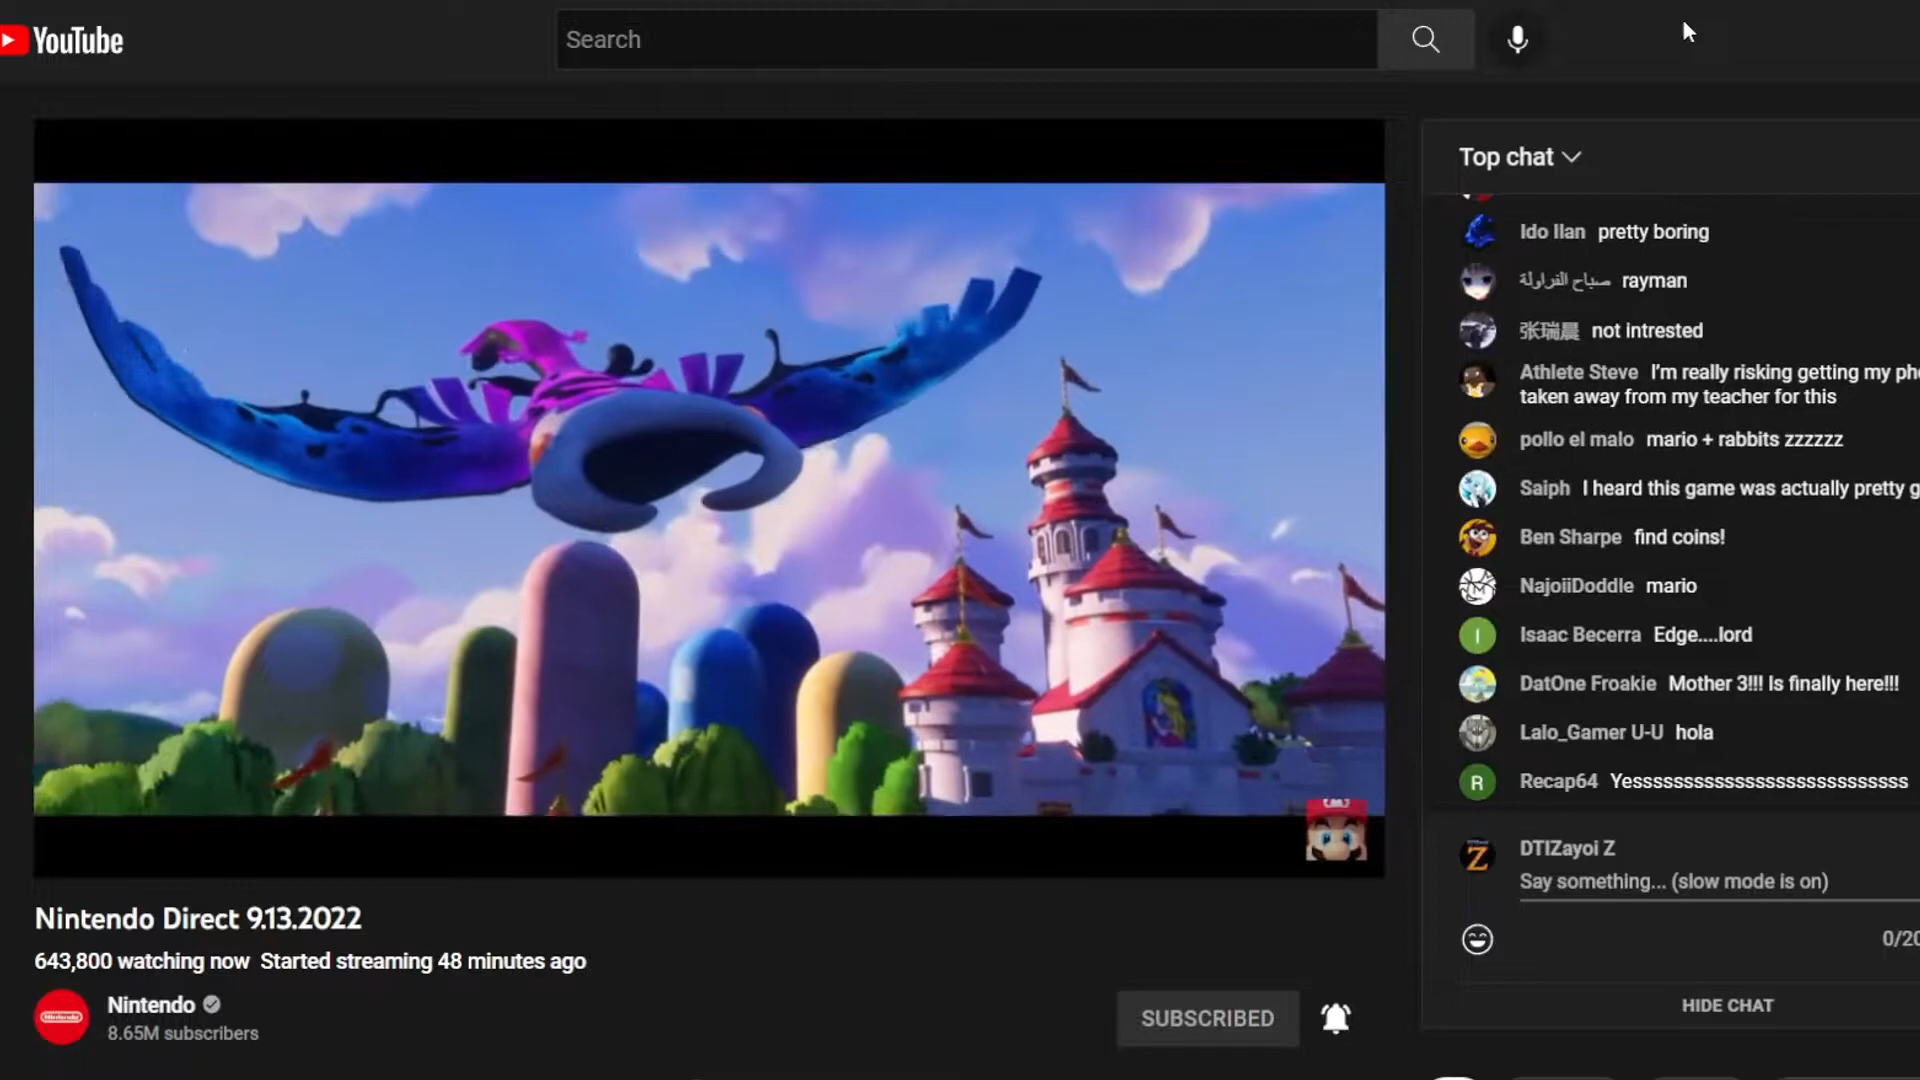 YouTube
Search
Top chat
Ido Ilan pretty boring
صباح الفراولة rayman
张瑞晨 not intrested
Athlete Steve I'm really risking getting my pho
taken away from my teacher for this
pollo el malo mario + rabbits zzzzzz
Saiph I heard this game was actually pretty g
Ben Sharpe find coins!
NajoiiDoddle mario
Isaac Becerra Edge....lord
DatOne Froakie Mother 3!!! Is finally here!!!
Lalo_Gamer U-U hola
R Recap64 Yesssssssssssssssssssssssssss
DTIZayoi Z
Say something... (slow mode is on)
0/20
HIDE CHAT
Nintendo Direct 9.13.2022
643,800 watching now Started streaming 48 minutes ago
Nintendo
Nintendo
8.65M subscribers
SUBSCRIBED